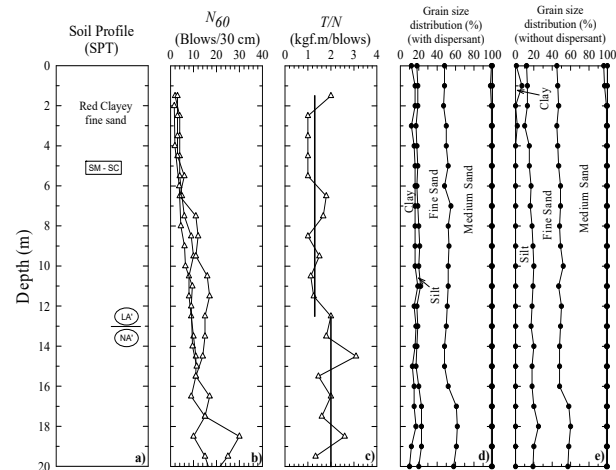 Soil Profile
(SPT)
N60
(Blows/30 cm)
0 10 20 30 40
T/N
(kgf.m/blows)
0 1 2 3 4
Grain size
distribution (%)
(with dispersant)
0 20 40 60 80 100
Grain size
distribution (%)
(without dispersant)
0 20 40 60 80 100
Depth (m)
0
2
4
6
8
10
12
14
16
18
20
Red Clayey
fine sand
SM - SC
LA'
NA'
Clay
Fine Sand
Medium Sand
Silt
Clay
Silt
Fine Sand
Medium Sand
a)
b)
c)
d)
e)